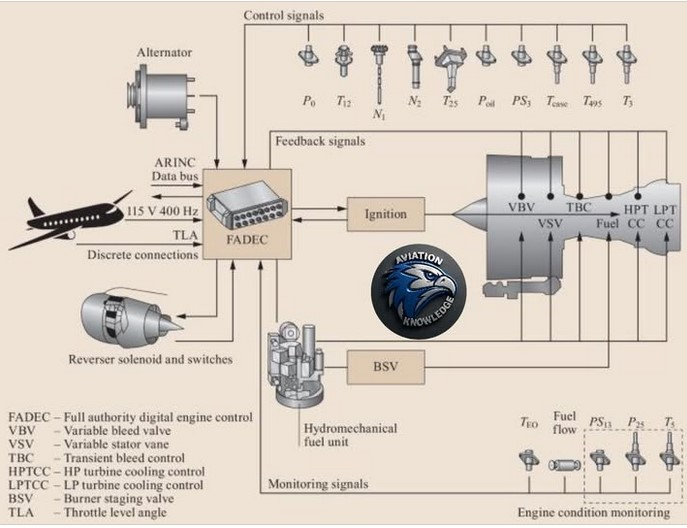 Control signals
Alternator
P0
T12
N1
N2
T25
Poil
PS3
Tcase
T495
T3
Feedback signals
ARINC
Data bus
115 V 400 Hz
TLA
Discrete connections
FADEC
Ignition
VBV
VSV
TBC
Fuel
HPT
CC
LPT
CC
AVIATION
KNOWLEDGE
Reverser solenoid and switches
BSV
Hydromechanical
fuel unit
FADEC – Full authority digital engine control
VBV – Variable bleed valve
VSV – Variable stator vane
TBC – Transient bleed control
HPTCC – HP turbine cooling control
LPTCC – LP turbine cooling control
BSV – Burner staging valve
TLA – Throttle level angle
Monitoring signals
TEO
Fuel
flow
PS13
P25
T5
Engine condition monitoring